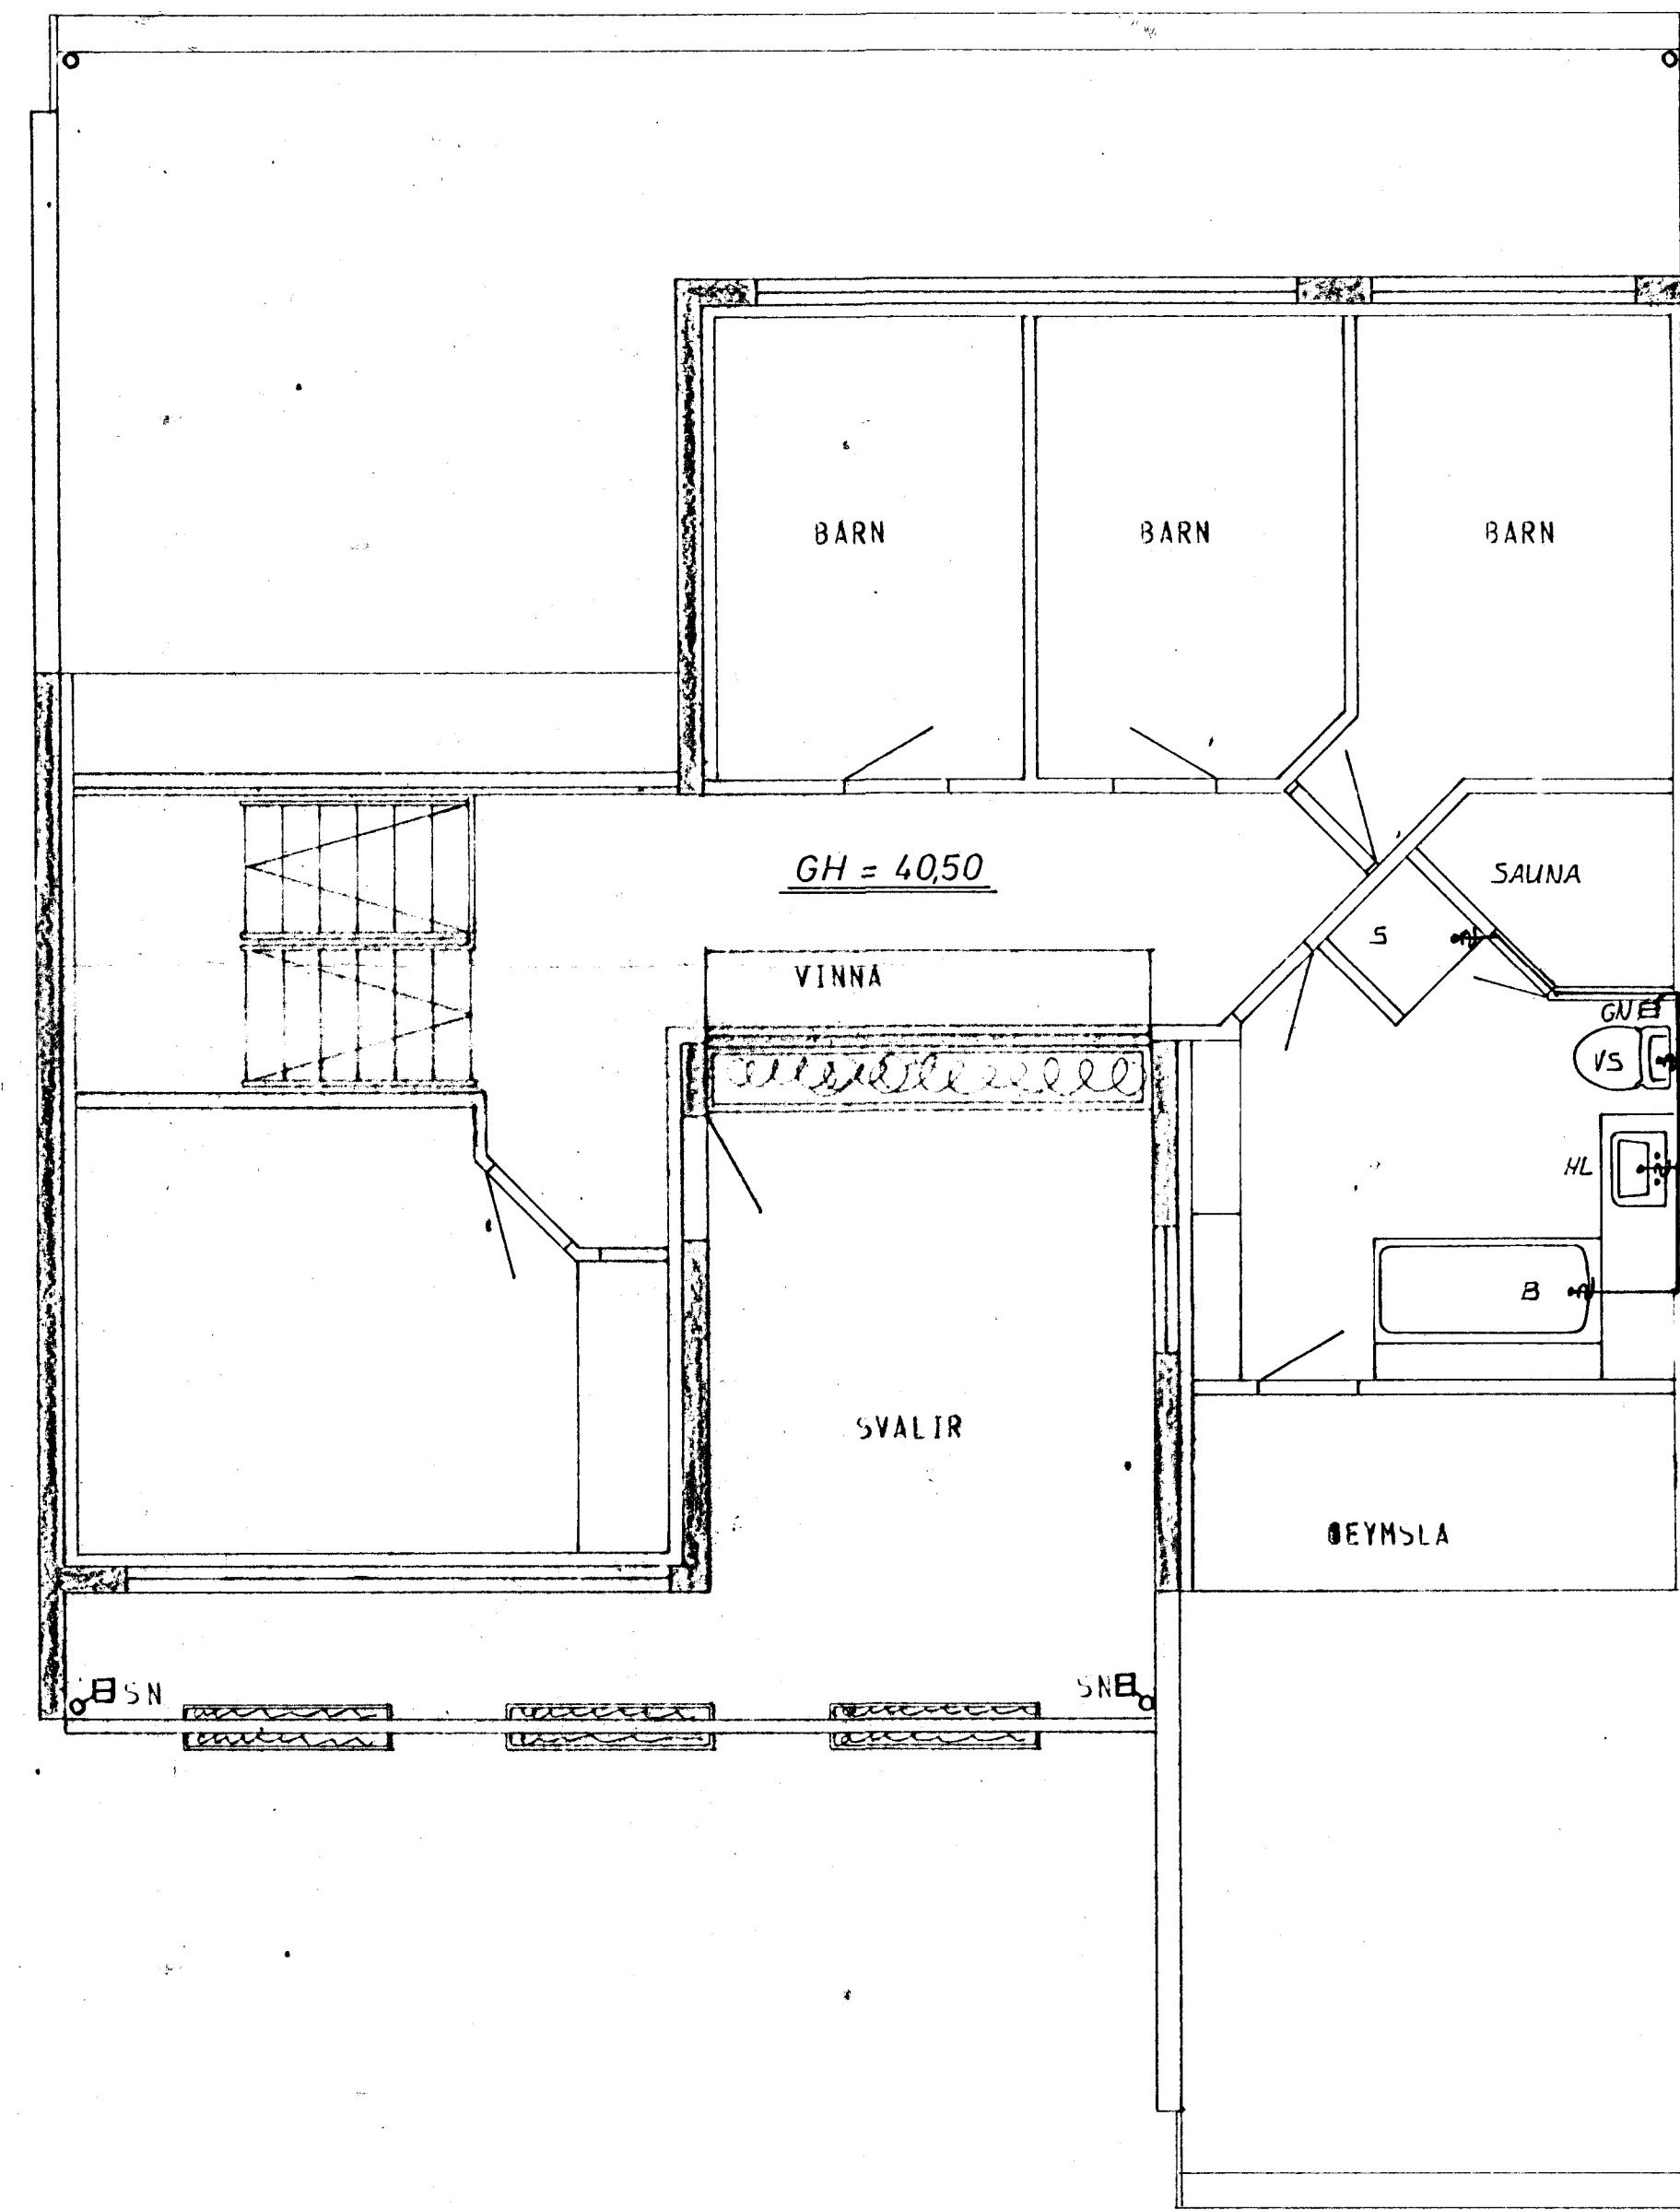 BARN
BARN
BARN
GH = 40,50
SAUNA
S
VINNA
GN
VS
HL
B
SVALIR
GEYMSLA
SN
SN